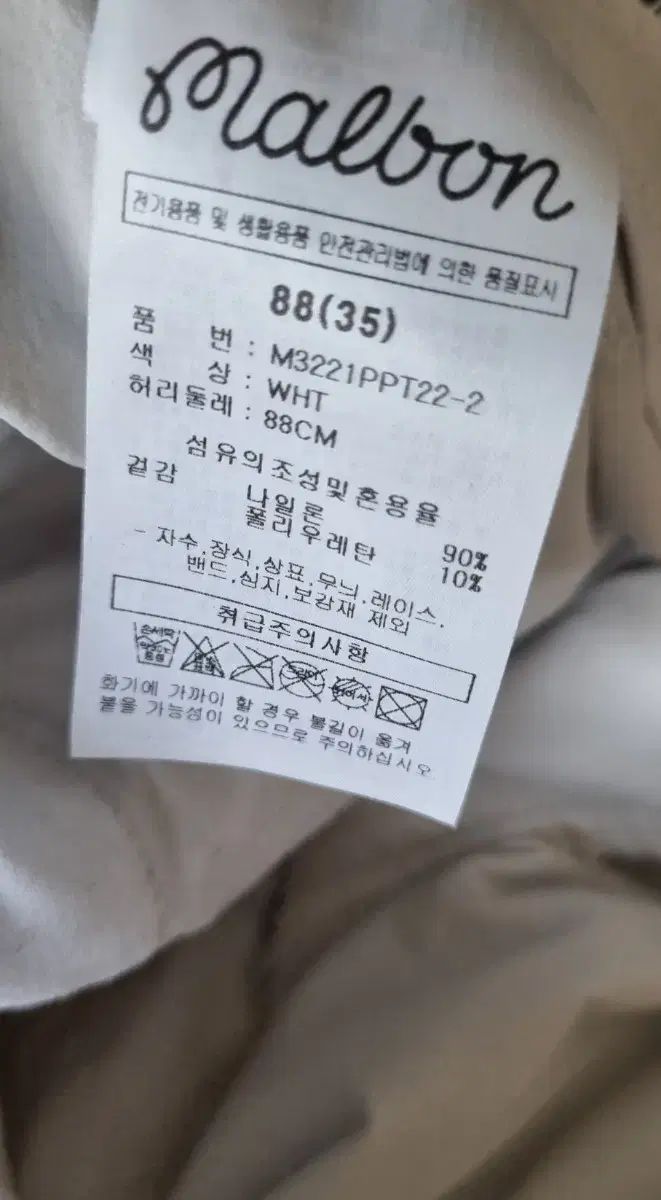 malbon
전기용품 및 생활용품 안전관리법에 의한 품질표시
88(35)
품 번 : M3221PPT22-2
색 상 : WHT
허리둘레 : 88CM
섬유의조성및혼용율
겉감 나일론 90%
폴리우레탄 10%
- 자수.장식.상표.무늬.레이스.
밴드.심지.보강재 제외
취급주의사항
손세탁
화기에 가까이 할 경우 불길이 옮겨
붙을 가능성이 있으므로 주의하십시오